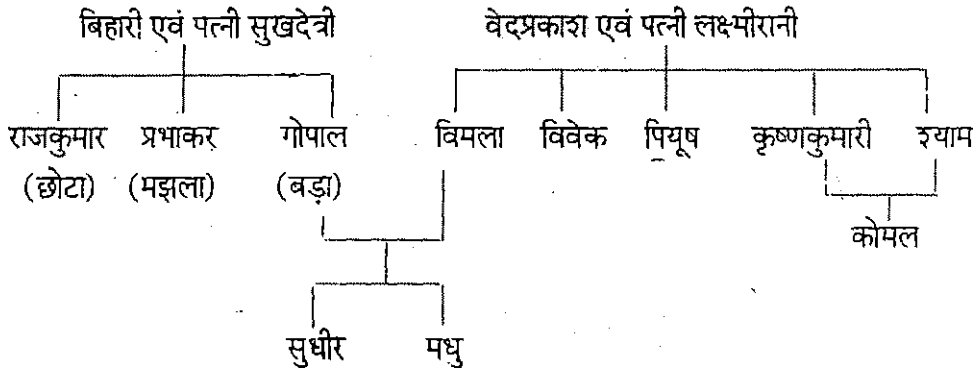 बिहारी एवं पत्नी सुखदेत्री वेदप्रकाश एवं पत्नी लक्ष्मीरानी
राजकुमार प्रभाकर गोपाल विमला विवेक पियूष कृष्णकुमारी श्याम
(छोटा) (मझला) (बड़ा)
कोमल
सुधीर मधु